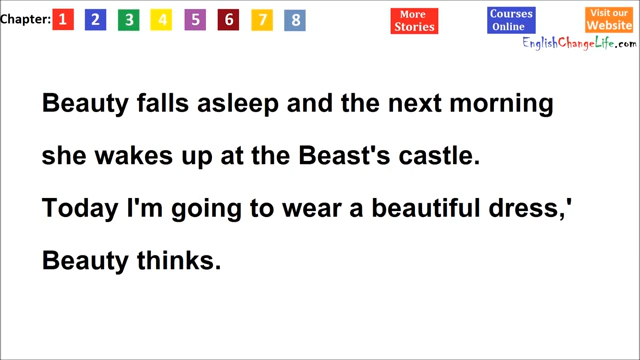 Chapter: 1 2 3 4 5 6 7 8
More
Stories
Courses
Online
Visit our
Website
EnglishChangeLife.com
Beauty falls asleep and the next morning
she wakes up at the Beast's castle.
Today I'm going to wear a beautiful dress,'
Beauty thinks.